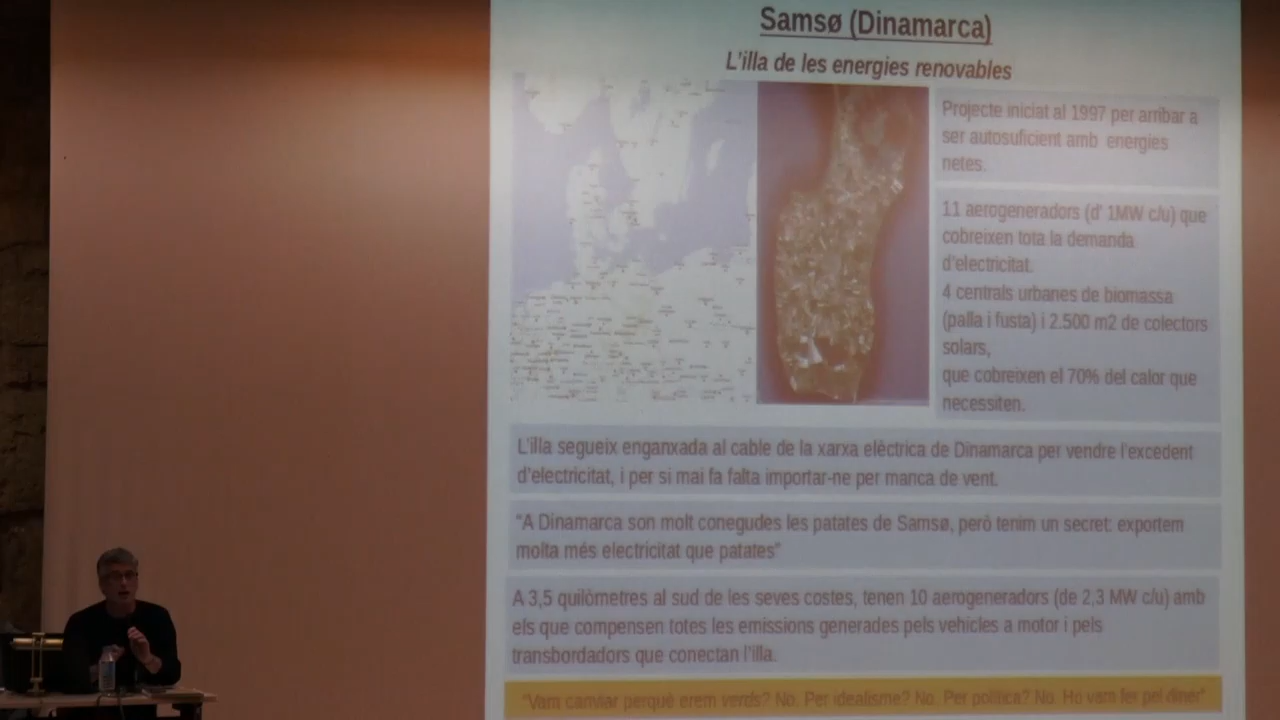 Samsø (Dinamarca)
L'illa de les energies renovables
Projecte iniciat al 1997 per arribar a
ser autosuficient amb energies
netes.
11 aerogeneradors (d' 1MW c/u) que
cobreixen tota la demanda
d'electricitat.
4 centrals urbanes de biomassa
(palla i fusta) i 2.500 m2 de colectors
solars,
que cobreixen el 70% del calor que
necessiten.
L'illa segueix enganxada al cable de la xarxa elèctrica de Dinamarca per vendre l'excedent
d'electricitat, i per si mai fa falta importar-ne per manca de vent.
"A Dinamarca son molt conegudes les patates de Samsø, però tenim un secret: exportem
molta més electricitat que patates"
A 3,5 quilòmetres al sud de les seves costes, tenen 10 aerogeneradors (de 2,3 MW c/u) amb
els que compensen totes les emissions generades pels vehicles a motor i pels
transbordadors que conectan l'illa.
"Vam canviar perquè erem verds? No. Per idealisme? No. Per política? No. Ho vam fer pel diner"